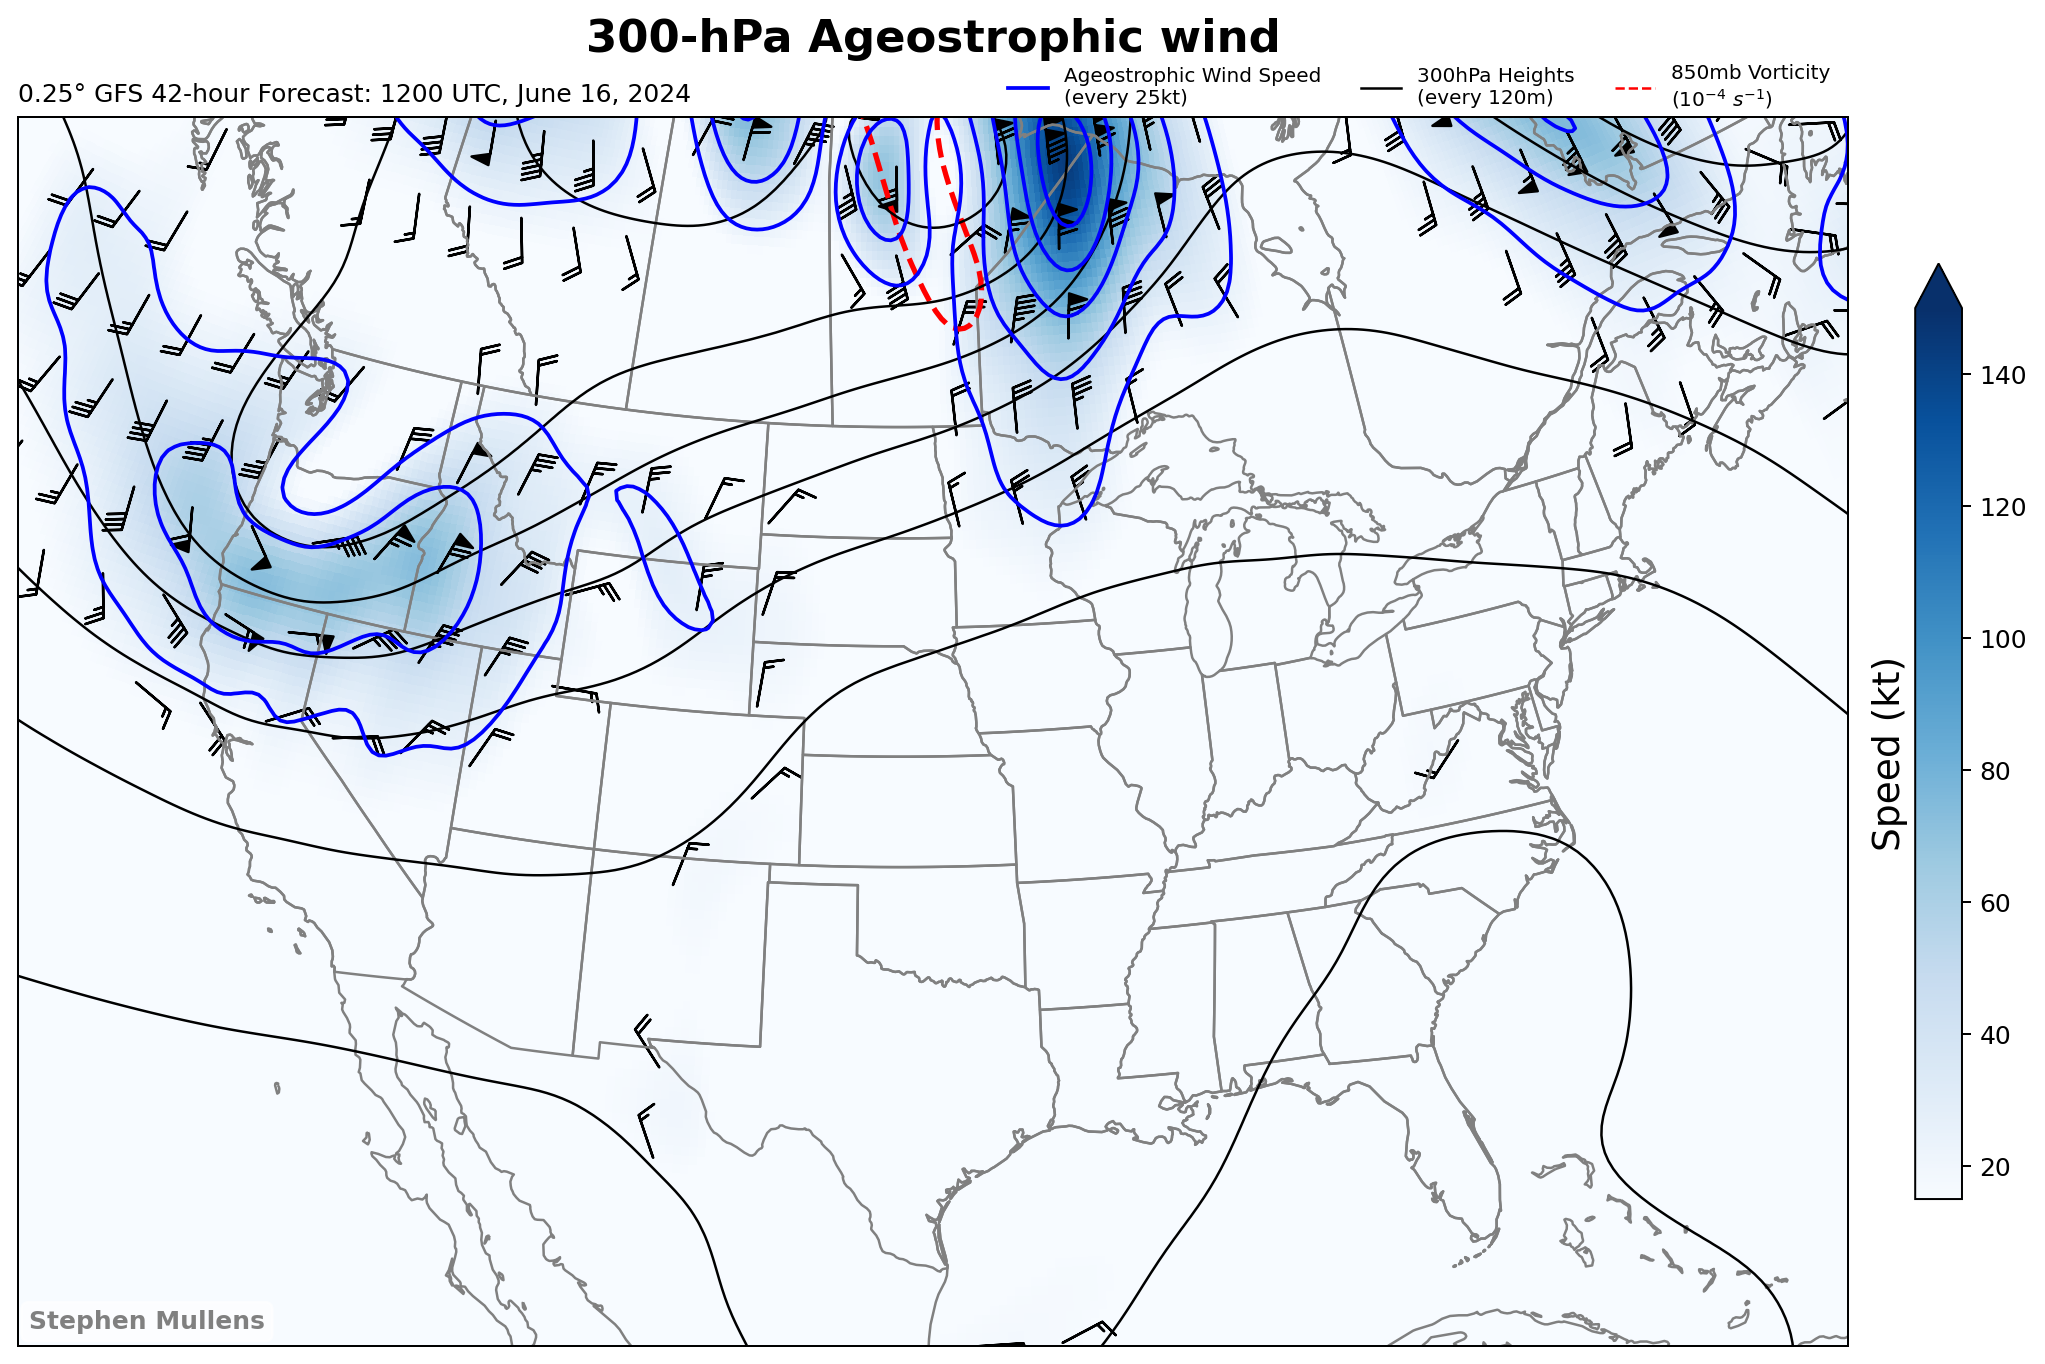 300-hPa Ageostrophic wind
0.25° GFS 42-hour Forecast: 1200 UTC, June 16, 2024
Ageostrophic Wind Speed
(every 25kt)
300hPa Heights
(every 120m)
850mb Vorticity
(10⁻⁴ s⁻¹)
140
120
100
80
60
40
20
Speed (kt)
Stephen Mullens